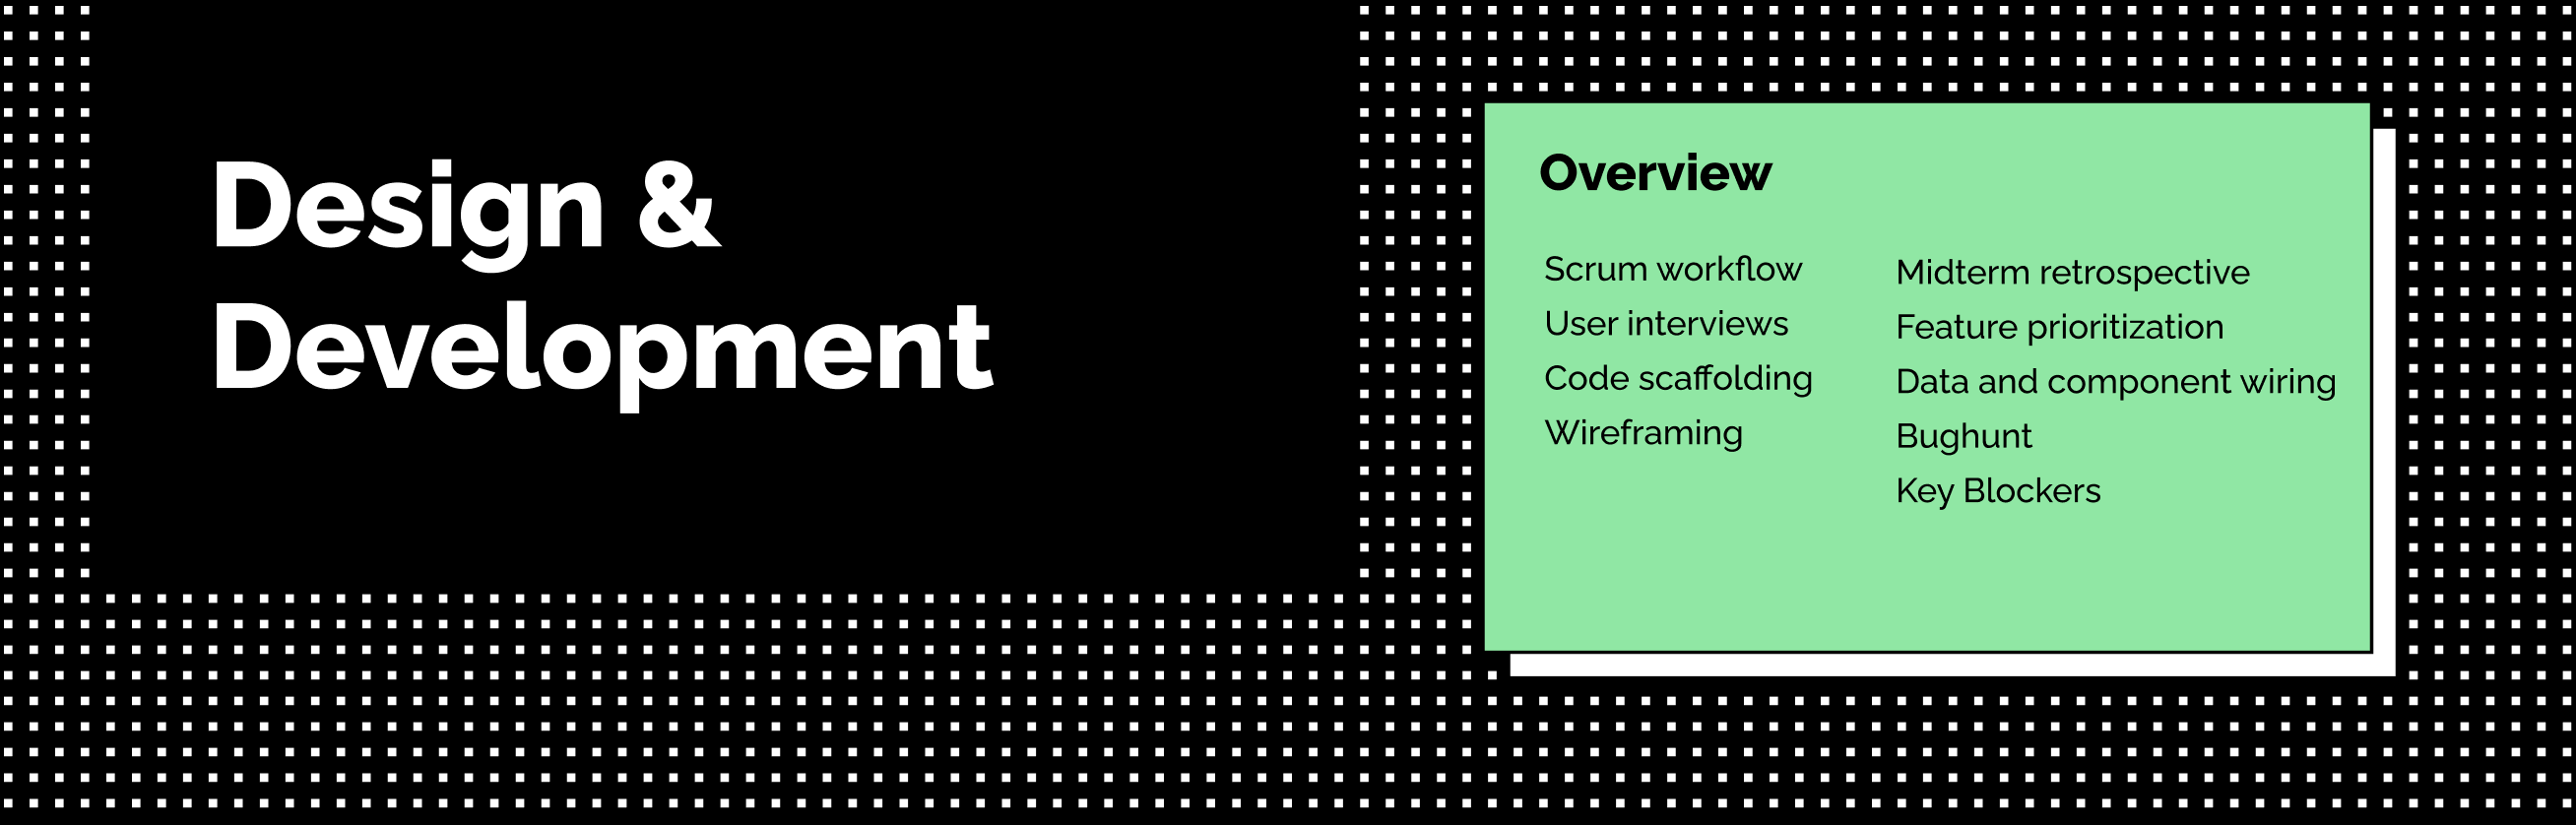 Design &
Development
Overview
Scrum workflow
User interviews
Code scaffolding
Wireframing
Midterm retrospective
Feature prioritization
Data and component wiring
Bughunt
Key Blockers